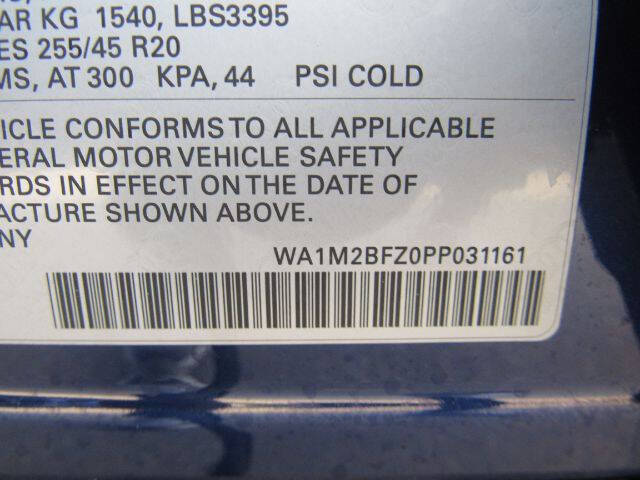 AR KG 1540, LBS3395
ES 255/45 R20
MS, AT 300 KPA, 44 PSI COLD
ICLE CONFORMS TO ALL APPLICABLE
ERAL MOTOR VEHICLE SAFETY
RDS IN EFFECT ON THE DATE OF
ACTURE SHOWN ABOVE.
NY
WA1M2BFZ0PP031161